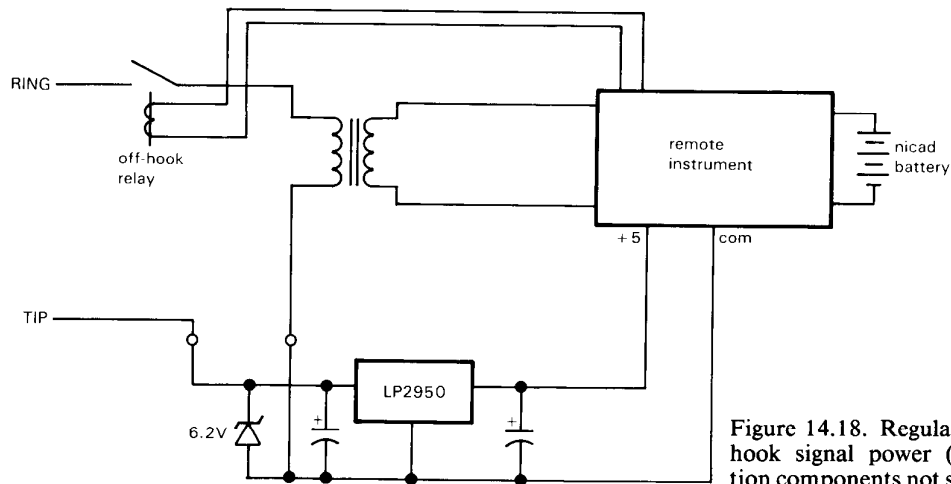 RING
off-hook
relay
remote
instrument
nicad
battery
+5
com
TIP
LP2950
6.2V
+
+
Figure 14.18. Regula
hook signal power (
tion components not s